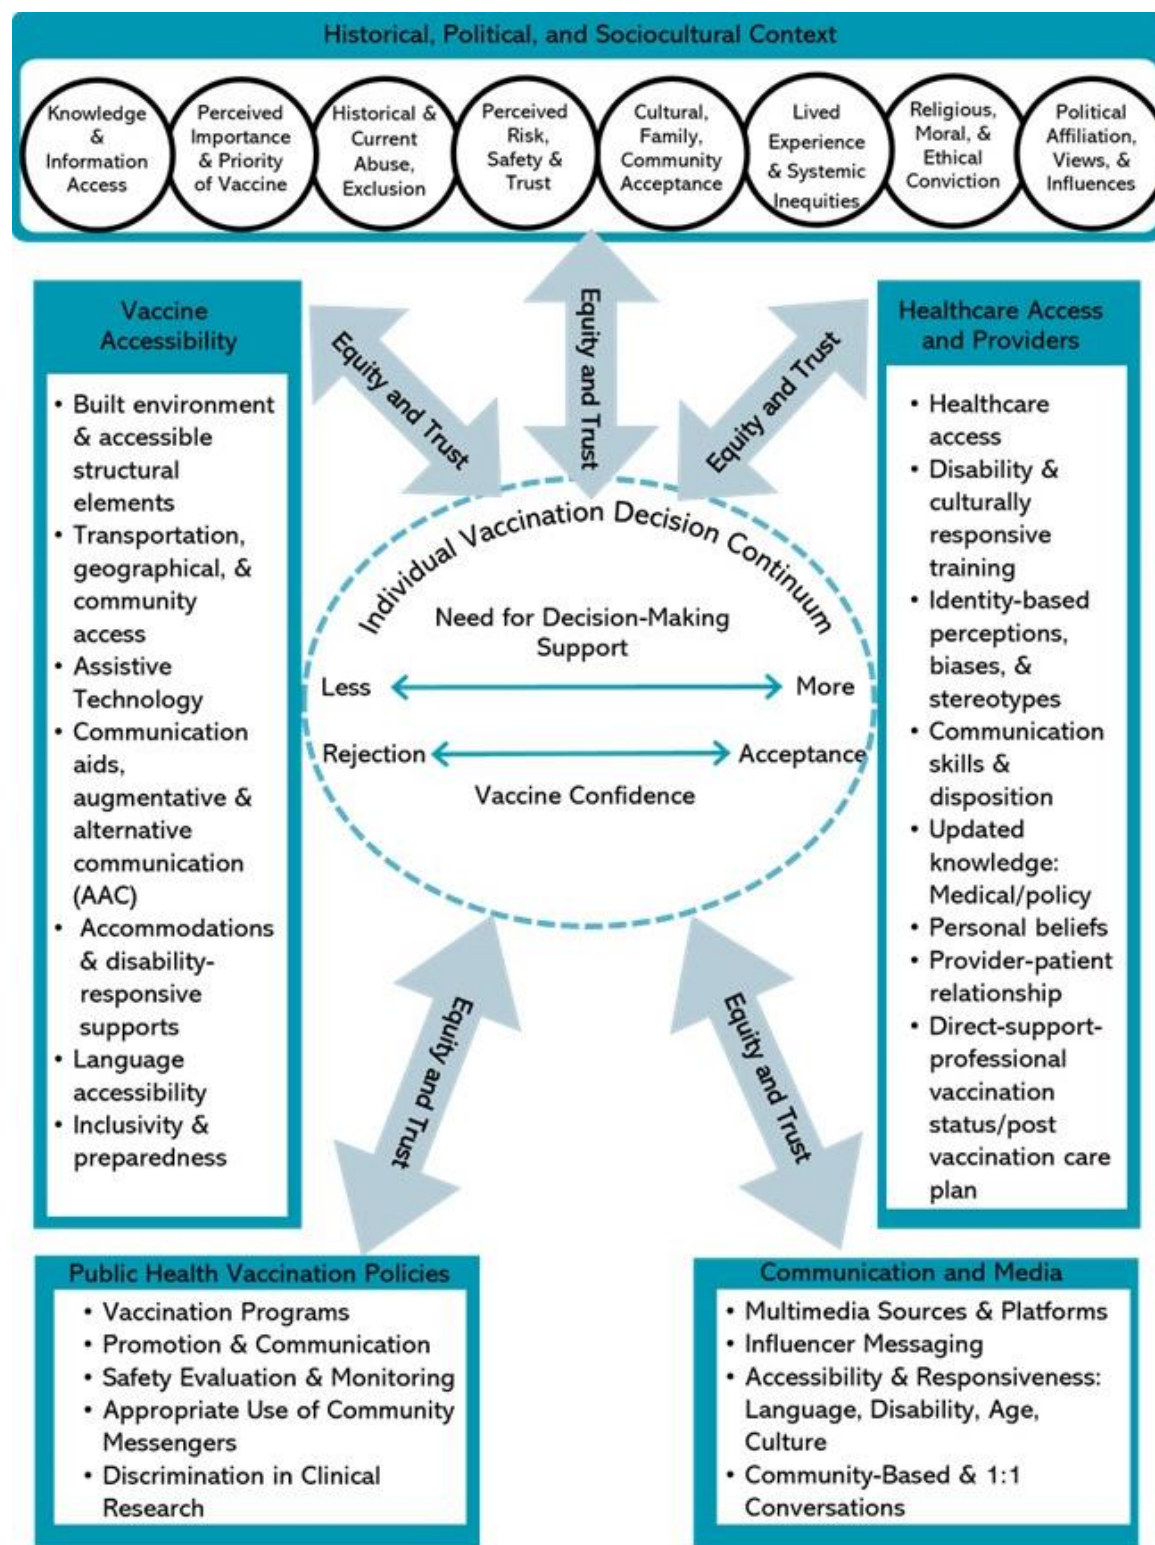 Historical, Political, and Sociocultural Context
Knowledge
&
Information
Access
Perceived
Importance
& Priority
of Vaccine
Historical &
Current
Abuse,
Exclusion
Perceived
Risk,
Safety &
Trust
Cultural,
Family,
Community
Acceptance
Lived
Experience
& Systemic
Inequities
Religious,
Moral, &
Ethical
Conviction
Political
Affiliation,
Views, &
Influences
Equity and Trust
Equity and Trust
Equity and Trust
Vaccine
Accessibility
• Built environment
& accessible
structural
elements
• Transportation,
geographical, &
community
access
• Assistive
Technology
• Communication
aids,
augmentative &
alternative
communication
(AAC)
• Accommodations
& disability-
responsive
supports
• Language
accessibility
• Inclusivity &
preparedness
Individual Vaccination Decision Continuum
Need for Decision-Making
Support
Less
More
Rejection
Acceptance
Vaccine Confidence
Healthcare Access
and Providers
• Healthcare
access
• Disability &
culturally
responsive
training
• Identity-based
perceptions,
biases, &
stereotypes
• Communication
skills &
disposition
• Updated
knowledge:
Medical/policy
• Personal beliefs
• Provider-patient
relationship
• Direct-support-
professional
vaccination
status/post
vaccination care
plan
Equity and Trust
Equity and Trust
Public Health Vaccination Policies
• Vaccination Programs
• Promotion & Communication
• Safety Evaluation & Monitoring
• Appropriate Use of Community
Messengers
• Discrimination in Clinical
Research
Communication and Media
• Multimedia Sources & Platforms
• Influencer Messaging
• Accessibility & Responsiveness:
Language, Disability, Age,
Culture
• Community-Based & 1:1
Conversations